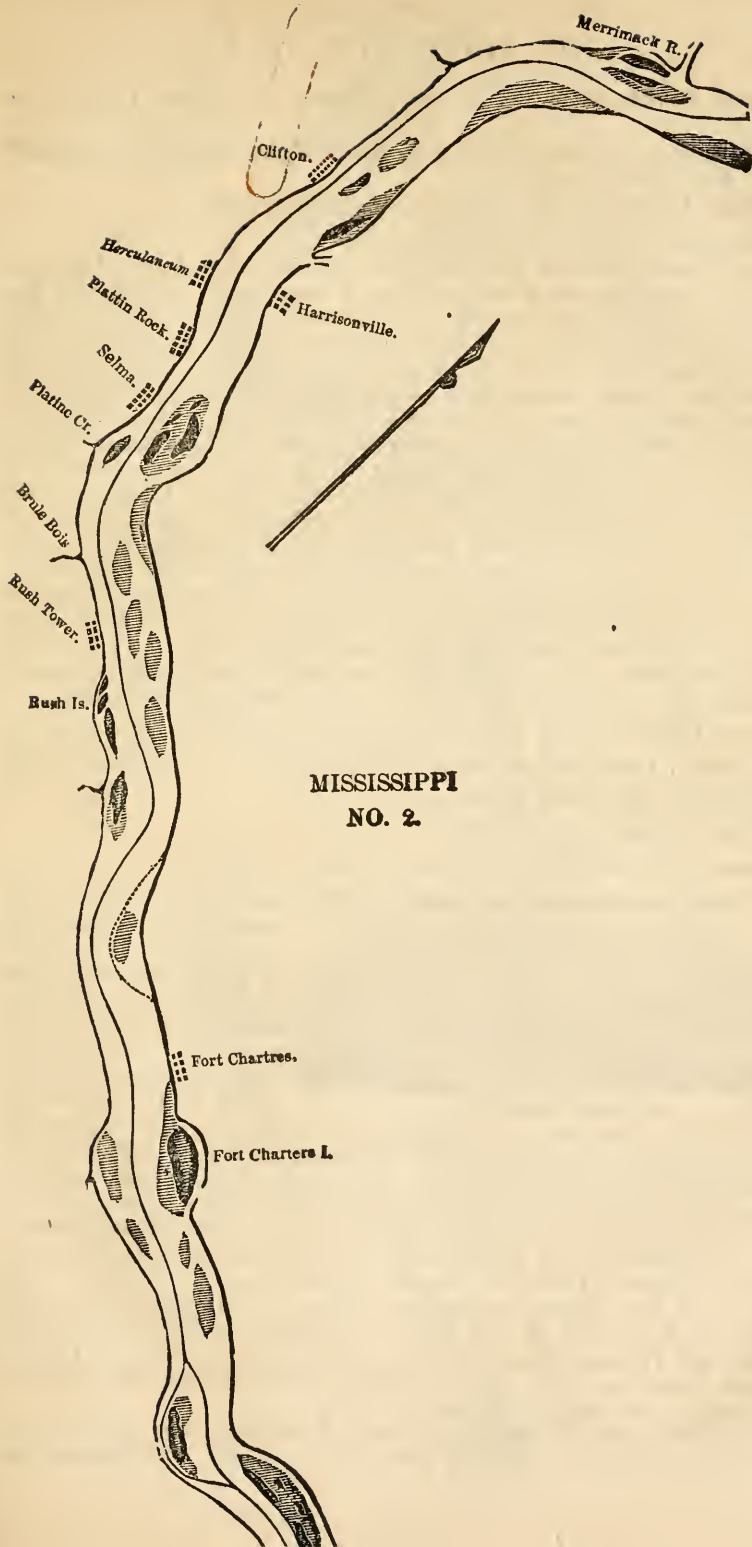 Merrimack R.
Clifton.
Herculaneum
Plattin Rock.
Harrisonville.
Selma.
Platinc Cr.
Brule Bois
Rush Tower.
Rush Is.
MISSISSIPPI
NO. 2.
Fort Chartres.
Fort Charters I.